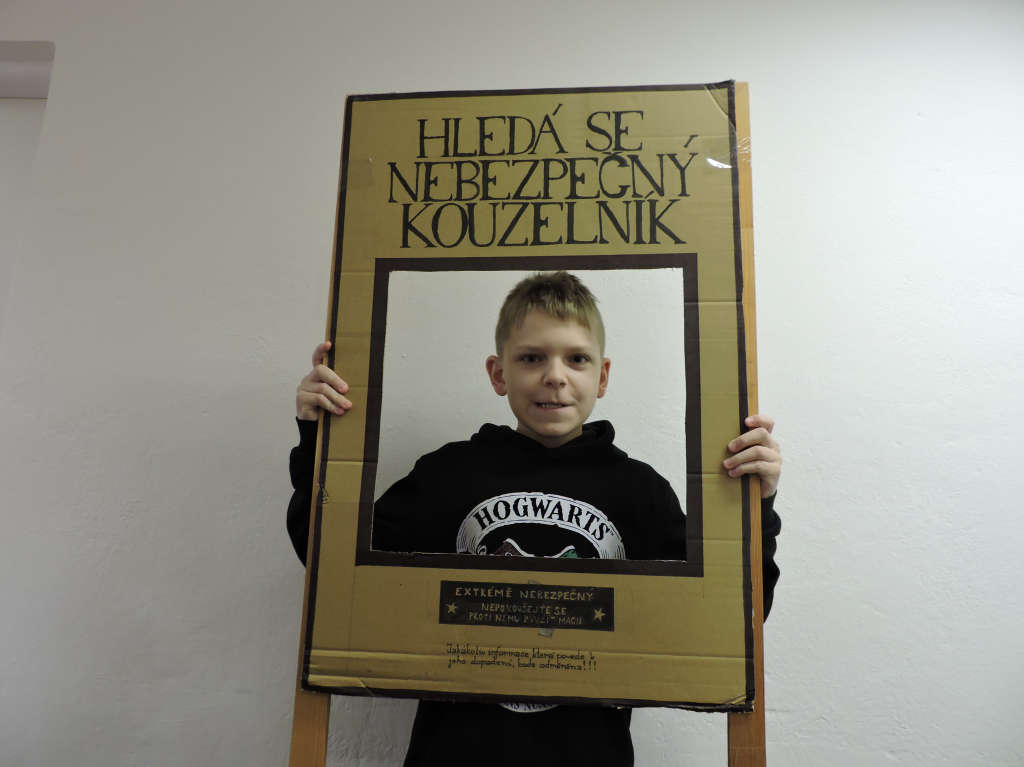 HLEDÁ SE
NEBEZPEČNÝ
KOUZELNÍK
HOGWARTS
EXTRÉMĚ NEBEZPEČNÝ
NEPOKOUŠEJTE SE
PROTI NĚMU POUŽÍT MAGII
Jakákoliv informace která povede k
jeho dopadení, bude odměněna!!!